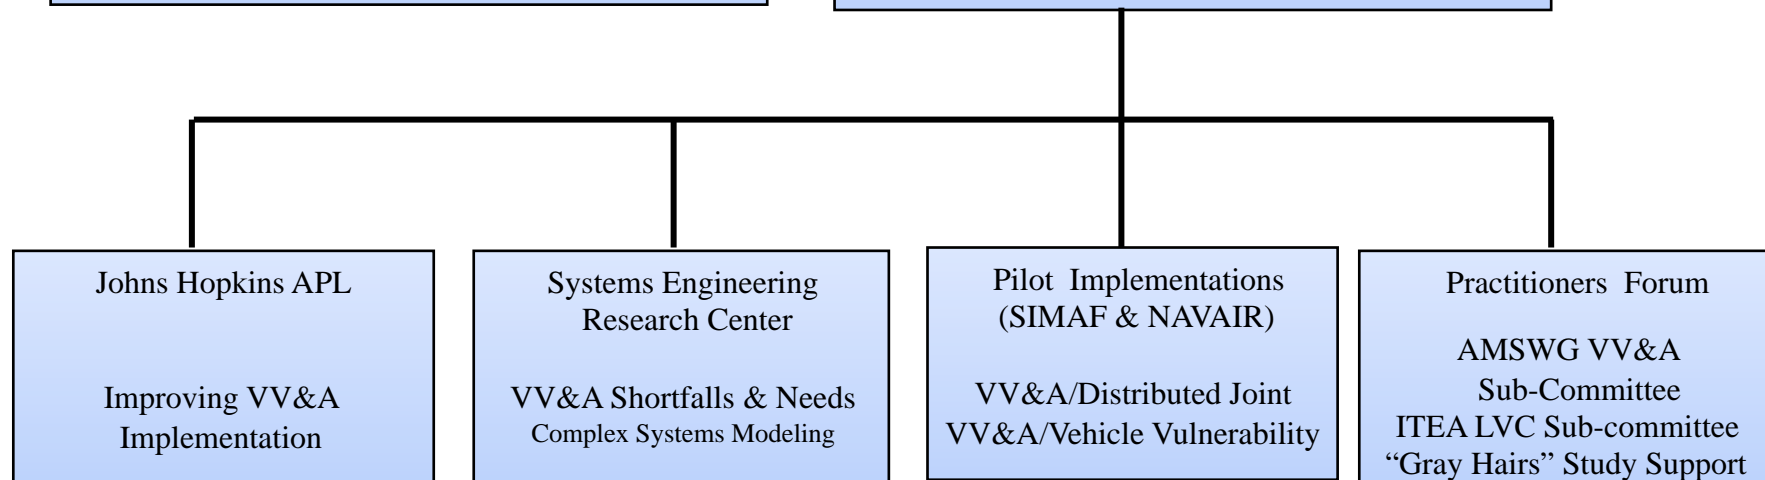 Johns Hopkins APL
Improving VV&A
Implementation
Systems Engineering
Research Center
VV&A Shortfalls & Needs
Complex Systems Modeling
Pilot Implementations
(SIMAF & NAVAIR)
VV&A/Distributed Joint
VV&A/Vehicle Vulnerability
Practitioners Forum
AMSWG VV&A
Sub-Committee
ITEA LVC Sub-committee
“Gray Hairs” Study Support